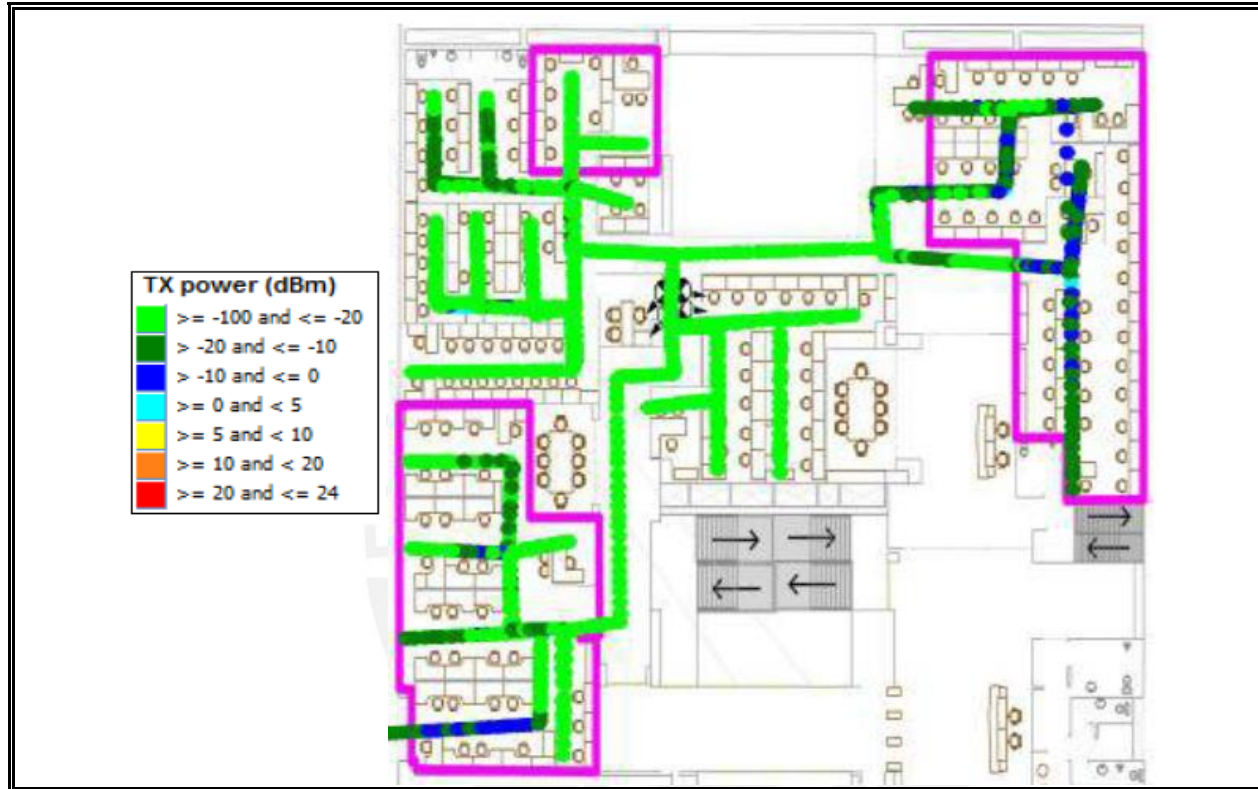 TX power (dBm)
>= -100 and <= -20
> -20 and <= -10
> -10 and <= 0
>= 0 and < 5
>= 5 and < 10
>= 10 and < 20
>= 20 and <= 24